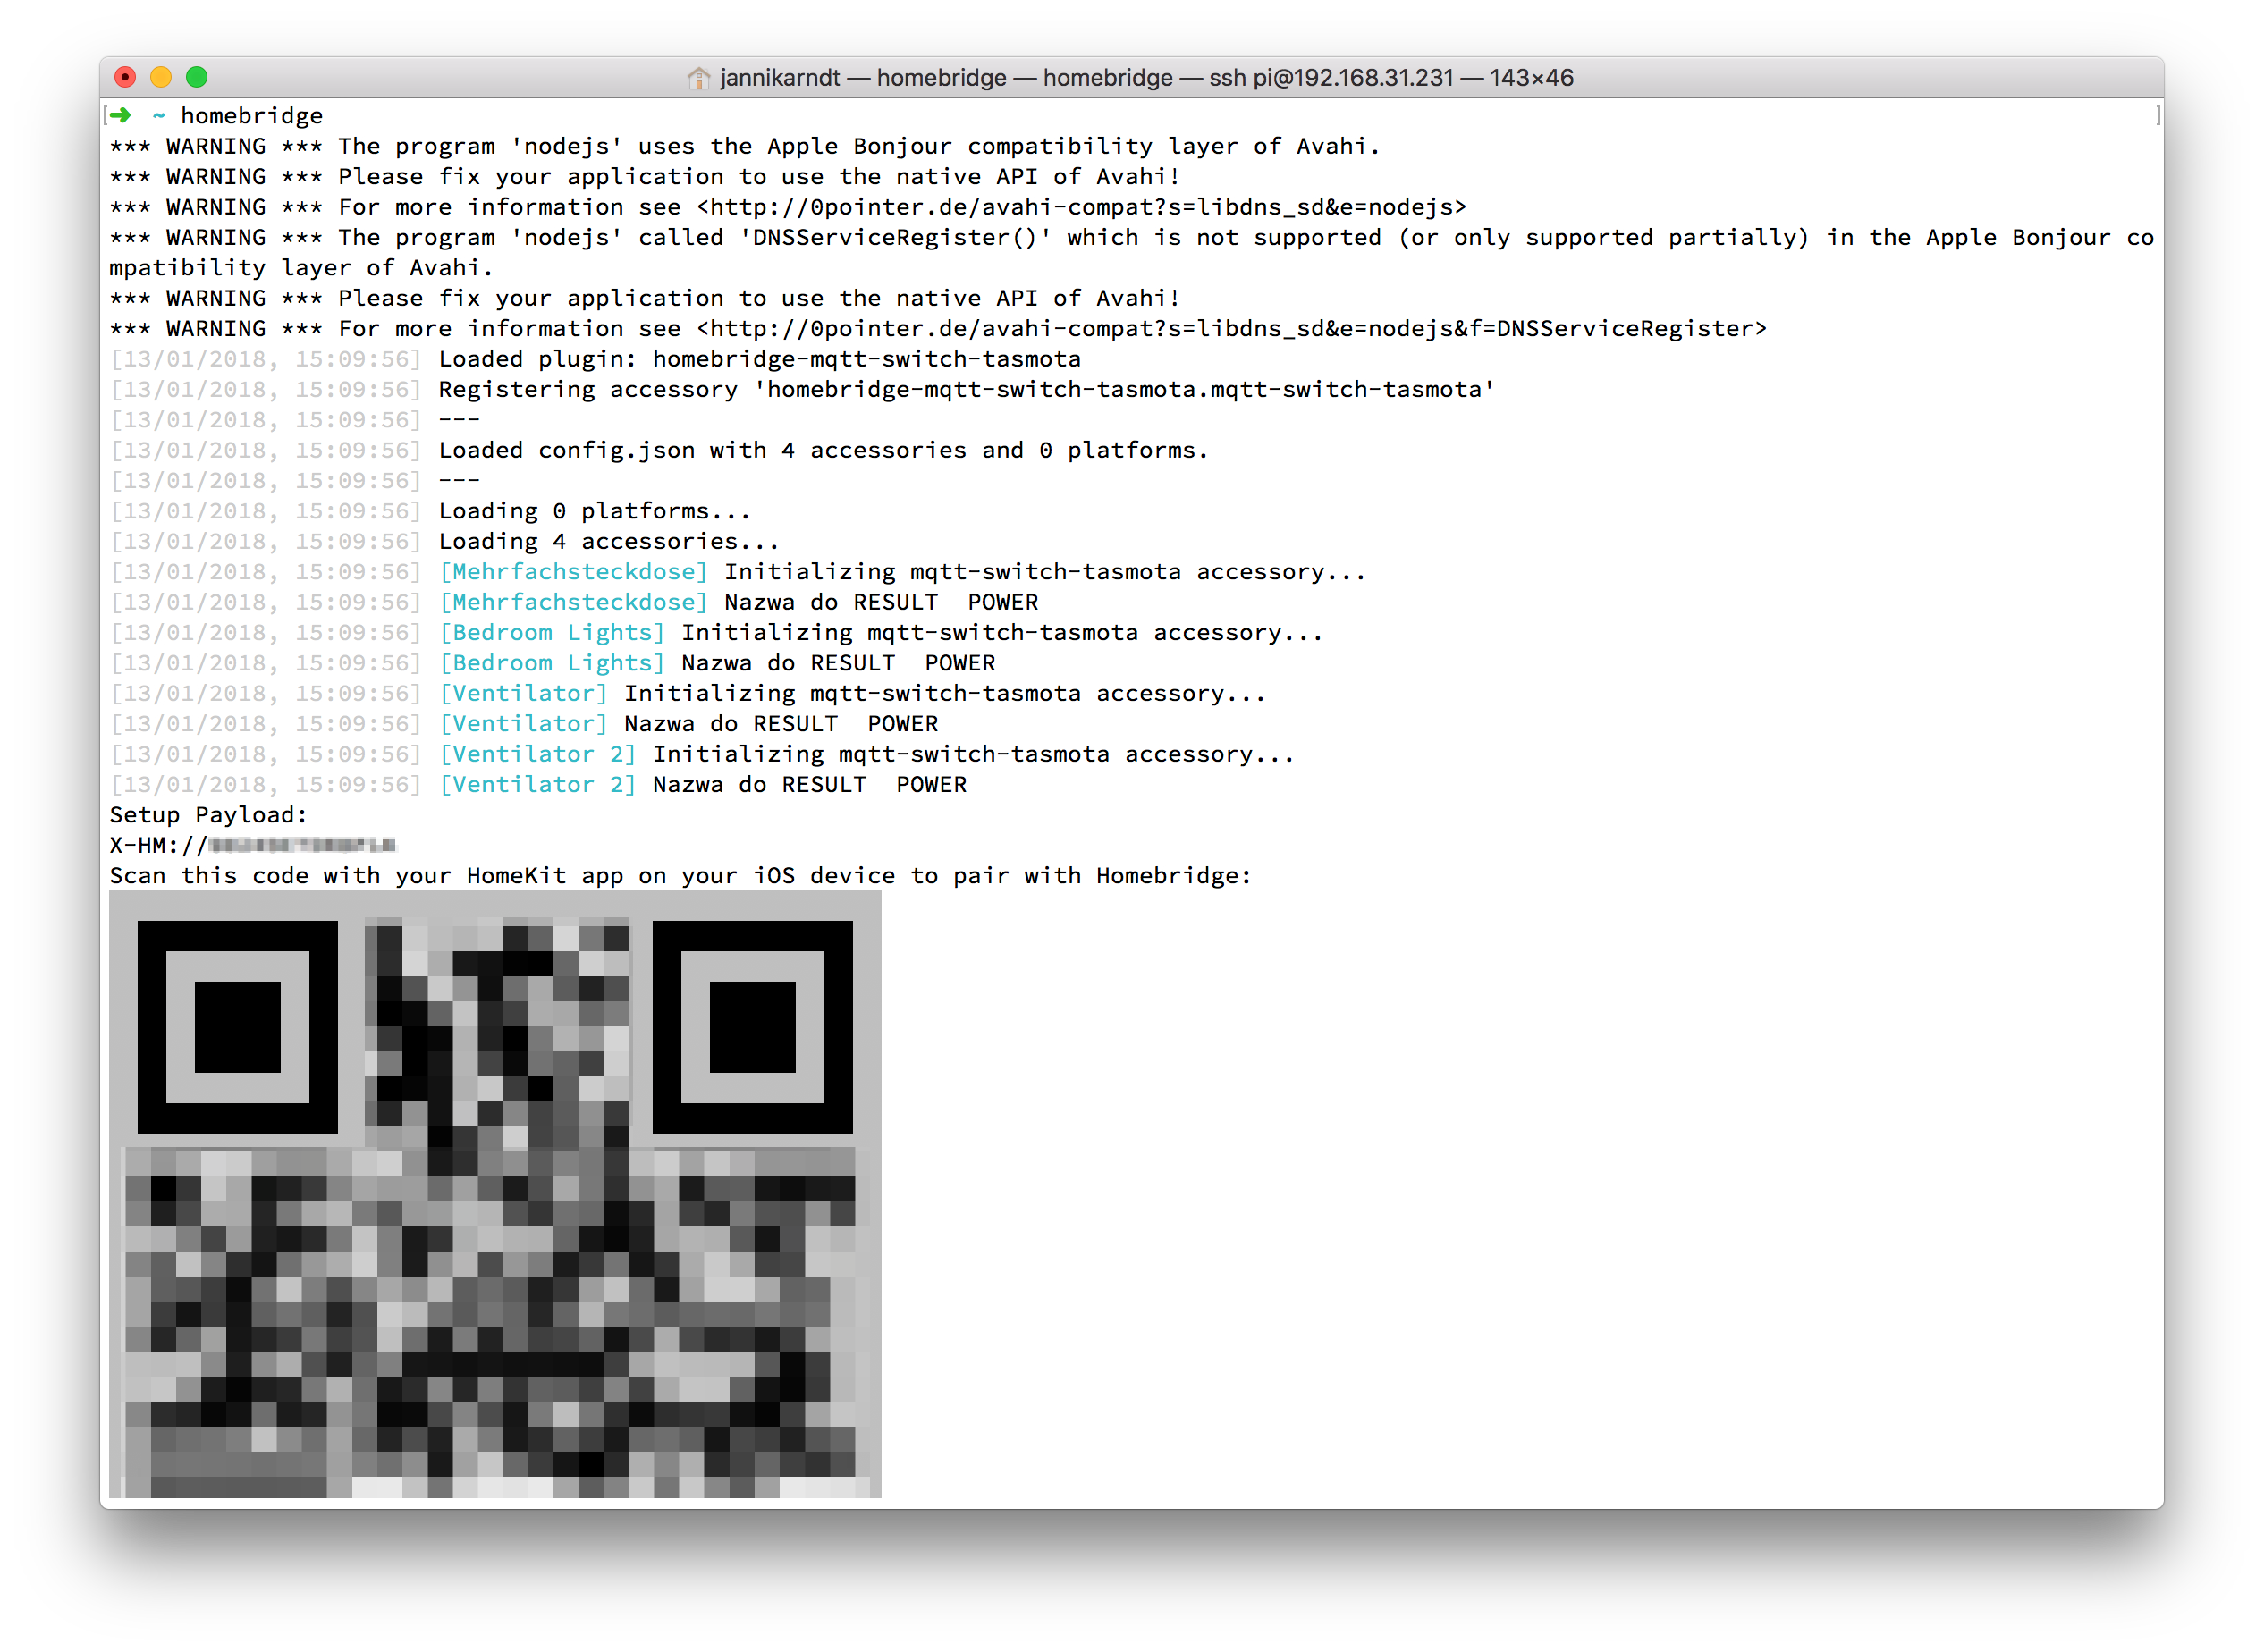 jannikarndt — homebridge — homebridge — ssh pi@192.168.31.231 — 143×46
➜  ~ homebridge
*** WARNING *** The program 'nodejs' uses the Apple Bonjour compatibility layer of Avahi.
*** WARNING *** Please fix your application to use the native API of Avahi!
*** WARNING *** For more information see <http://0pointer.de/avahi-compat?s=libdns_sd&e=nodejs>
*** WARNING *** The program 'nodejs' called 'DNSServiceRegister()' which is not supported (or only supported partially) in the Apple Bonjour co
mpatibility layer of Avahi.
*** WARNING *** Please fix your application to use the native API of Avahi!
*** WARNING *** For more information see <http://0pointer.de/avahi-compat?s=libdns_sd&e=nodejs&f=DNSServiceRegister>
[13/01/2018, 15:09:56] Loaded plugin: homebridge-mqtt-switch-tasmota
[13/01/2018, 15:09:56] Registering accessory 'homebridge-mqtt-switch-tasmota.mqtt-switch-tasmota'
[13/01/2018, 15:09:56] ---
[13/01/2018, 15:09:56] Loaded config.json with 4 accessories and 0 platforms.
[13/01/2018, 15:09:56] ---
[13/01/2018, 15:09:56] Loading 0 platforms...
[13/01/2018, 15:09:56] Loading 4 accessories...
[13/01/2018, 15:09:56] [Mehrfachsteckdose] Initializing mqtt-switch-tasmota accessory...
[13/01/2018, 15:09:56] [Mehrfachsteckdose] Nazwa do RESULT  POWER
[13/01/2018, 15:09:56] [Bedroom Lights] Initializing mqtt-switch-tasmota accessory...
[13/01/2018, 15:09:56] [Bedroom Lights] Nazwa do RESULT  POWER
[13/01/2018, 15:09:56] [Ventilator] Initializing mqtt-switch-tasmota accessory...
[13/01/2018, 15:09:56] [Ventilator] Nazwa do RESULT  POWER
[13/01/2018, 15:09:56] [Ventilator 2] Initializing mqtt-switch-tasmota accessory...
[13/01/2018, 15:09:56] [Ventilator 2] Nazwa do RESULT  POWER
Setup Payload:
X-HM://
Scan this code with your HomeKit app on your iOS device to pair with Homebridge: